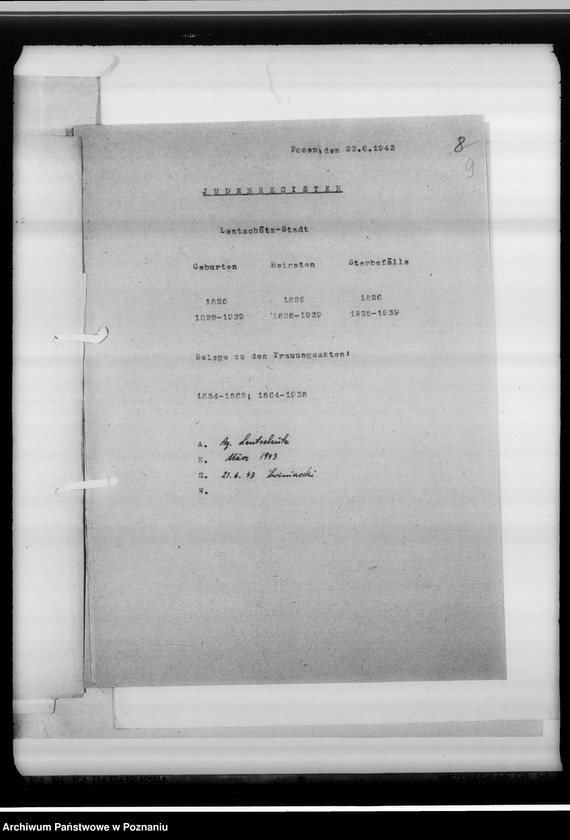 Posen, den 23.6.1943
8
9
JUDENREGISTER
Lentschütz-Stadt
Geburten Heiraten Sterbefälle
1826 1826 1826
1828-1939 1828-1939 1828-1939
Belege zu den Trauungsakten:
1854-1862; 1864-1938
A. Ag. Lentschütz
E. März 1943
S. 21.6.43
W.
Archiwum Państwowe w Poznaniu